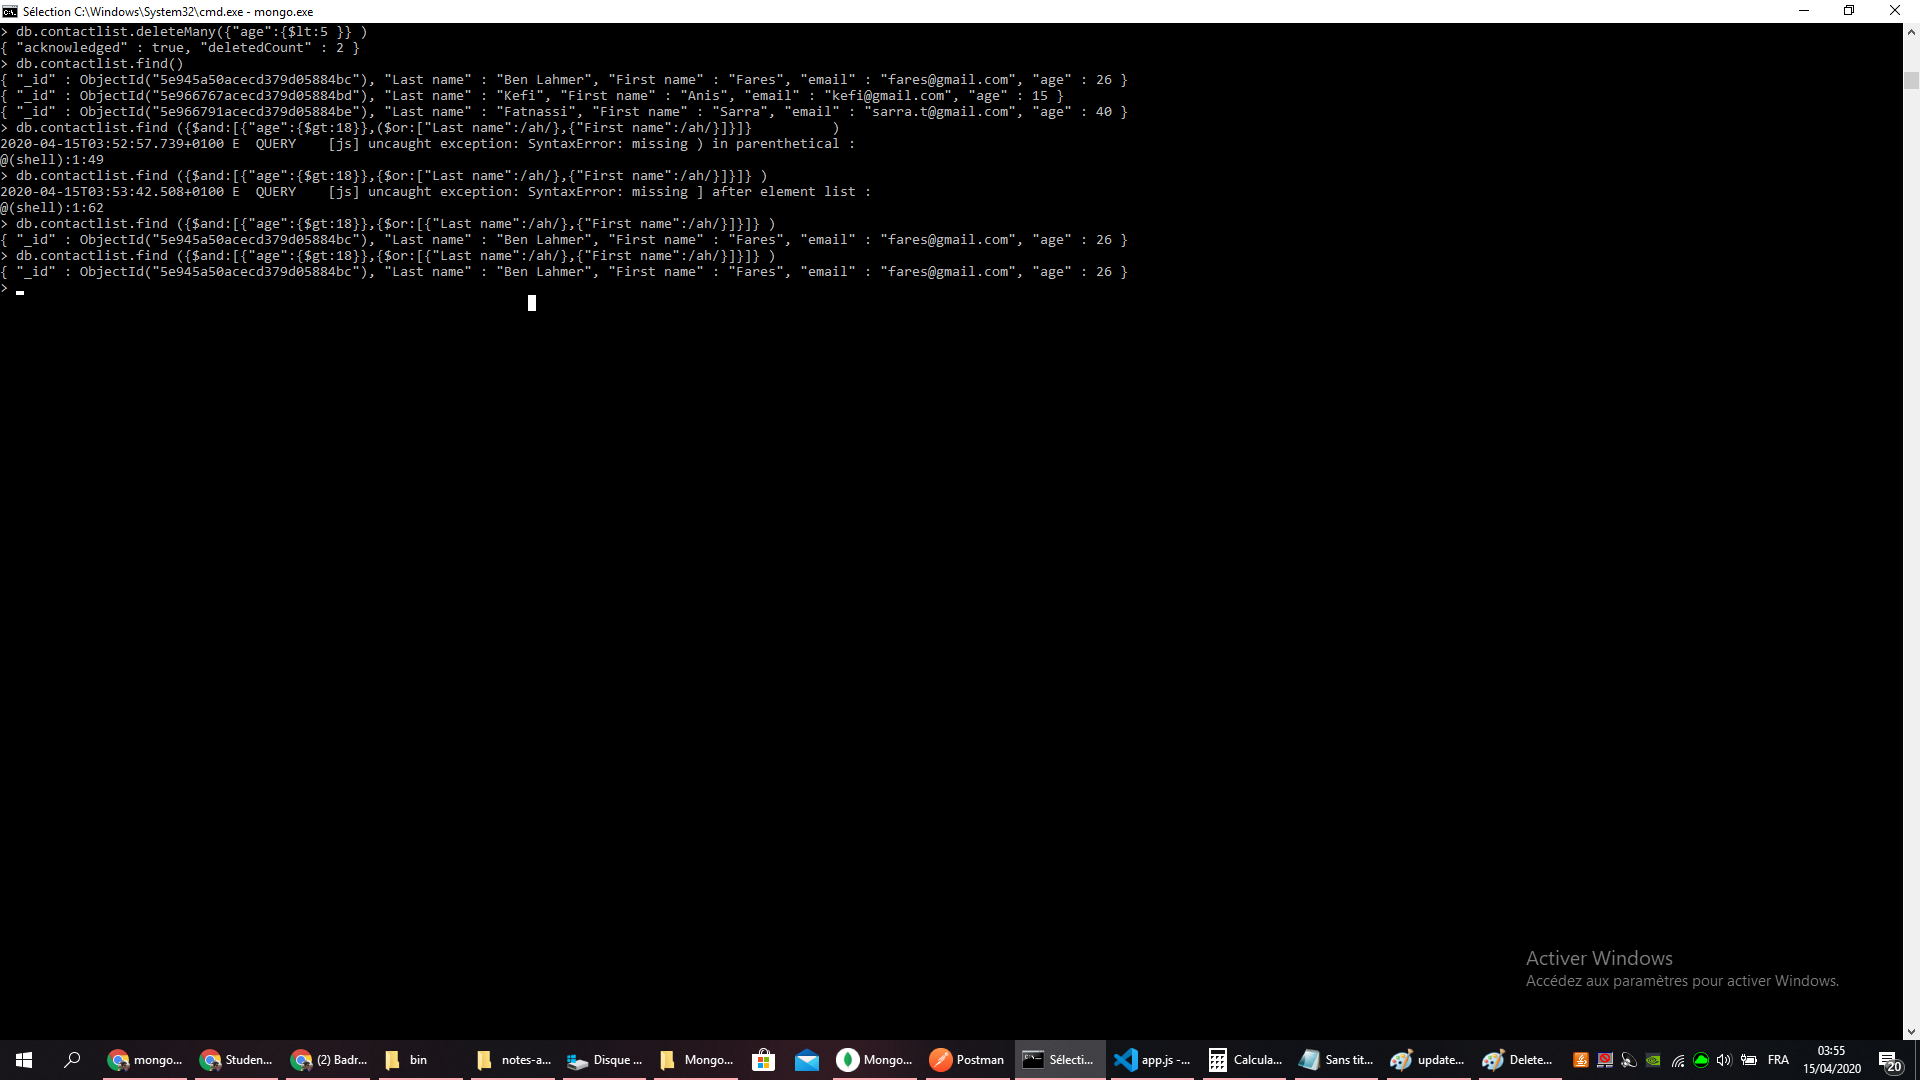 Sélection C:\Windows\System32\cmd.exe - mongo.exe
> db.contactlist.deleteMany({"age":{$lt:5 }} )
{ "acknowledged" : true, "deletedCount" : 2 }
> db.contactlist.find()
{ "_id" : ObjectId("5e945a50acecd379d05884bc"), "Last name" : "Ben Lahmer", "First name" : "Fares", "email" : "fares@gmail.com", "age" : 26 }
{ "_id" : ObjectId("5e966767acecd379d05884bd"), "Last name" : "Kefi", "First name" : "Anis", "email" : "kefi@gmail.com", "age" : 15 }
{ "_id" : ObjectId("5e966791acecd379d05884be"), "Last name" : "Fatnassi", "First name" : "Sarra", "email" : "sarra.t@gmail.com", "age" : 40 }
> db.contactlist.find ({$and:[{"age":{$gt:18}},($or:["Last name":/ah/},{"First name":/ah/}]}]}          )
2020-04-15T03:52:57.739+0100 E  QUERY    [js] uncaught exception: SyntaxError: missing ) in parenthetical :
@(shell):1:49
> db.contactlist.find ({$and:[{"age":{$gt:18}},{$or:["Last name":/ah/},{"First name":/ah/}]}]} )
2020-04-15T03:53:42.508+0100 E  QUERY    [js] uncaught exception: SyntaxError: missing ] after element list :
@(shell):1:62
> db.contactlist.find ({$and:[{"age":{$gt:18}},{$or:[{"Last name":/ah/},{"First name":/ah/}]}]} )
{ "_id" : ObjectId("5e945a50acecd379d05884bc"), "Last name" : "Ben Lahmer", "First name" : "Fares", "email" : "fares@gmail.com", "age" : 26 }
> db.contactlist.find ({$and:[{"age":{$gt:18}},{$or:[{"Last name":/ah/},{"First name":/ah/}]}]} )
{ "_id" : ObjectId("5e945a50acecd379d05884bc"), "Last name" : "Ben Lahmer", "First name" : "Fares", "email" : "fares@gmail.com", "age" : 26 }
>
Activer Windows
Accédez aux paramètres pour activer Windows.
mongo... Studen... (2) Badr... bin notes-a... Disque ... Mongo... Mongo... Postman Sélecti... app.js -... Calcula... Sans tit... update... Delete... FRA 03:55
15/04/2020 20